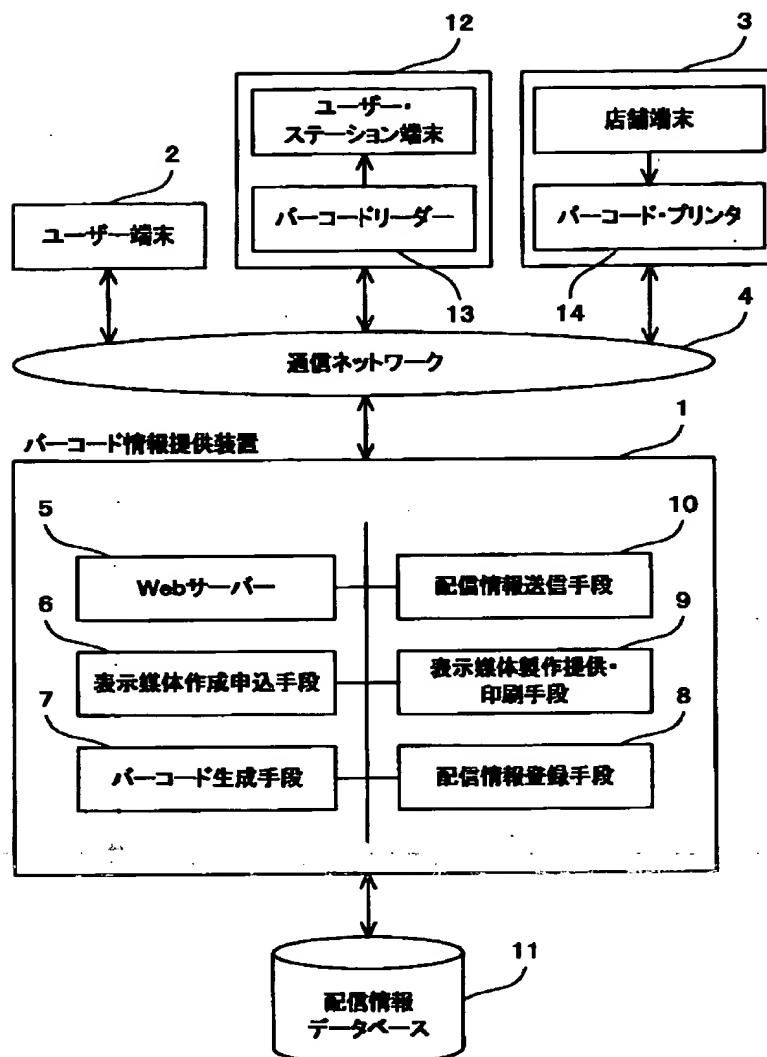 12
3
ユーザー・
ステーション端末
店舗端末
2
ユーザー端末
バーコードリーダー
バーコード・プリンタ
13
14
4
通信ネットワーク
バーコード情報提供装置
1
5
10
Webサーバー
配信情報送信手段
6
9
表示媒体作成申込手段
表示媒体製作提供・
印刷手段
7
8
バーコード生成手段
配信情報登録手段
11
配信情報
データベース